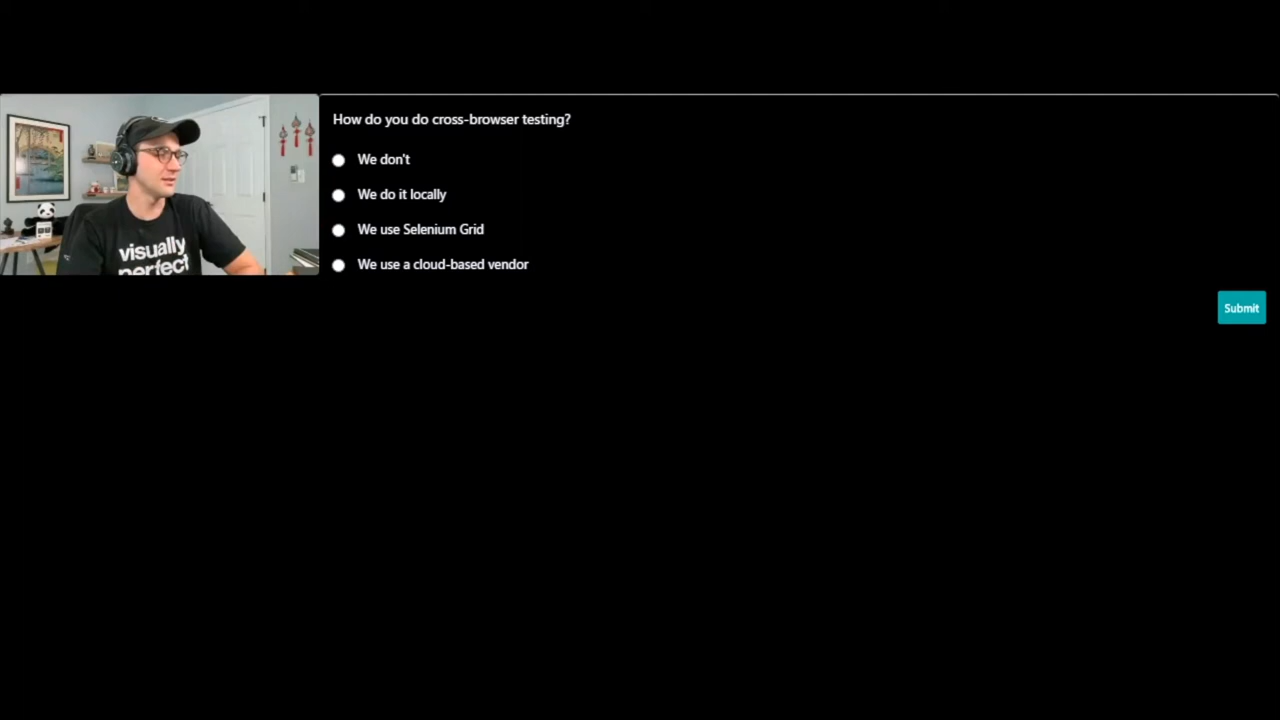 How do you do cross-browser testing?
We don't
We do it locally
We use Selenium Grid
We use a cloud-based vendor
Submit
visually
perfect